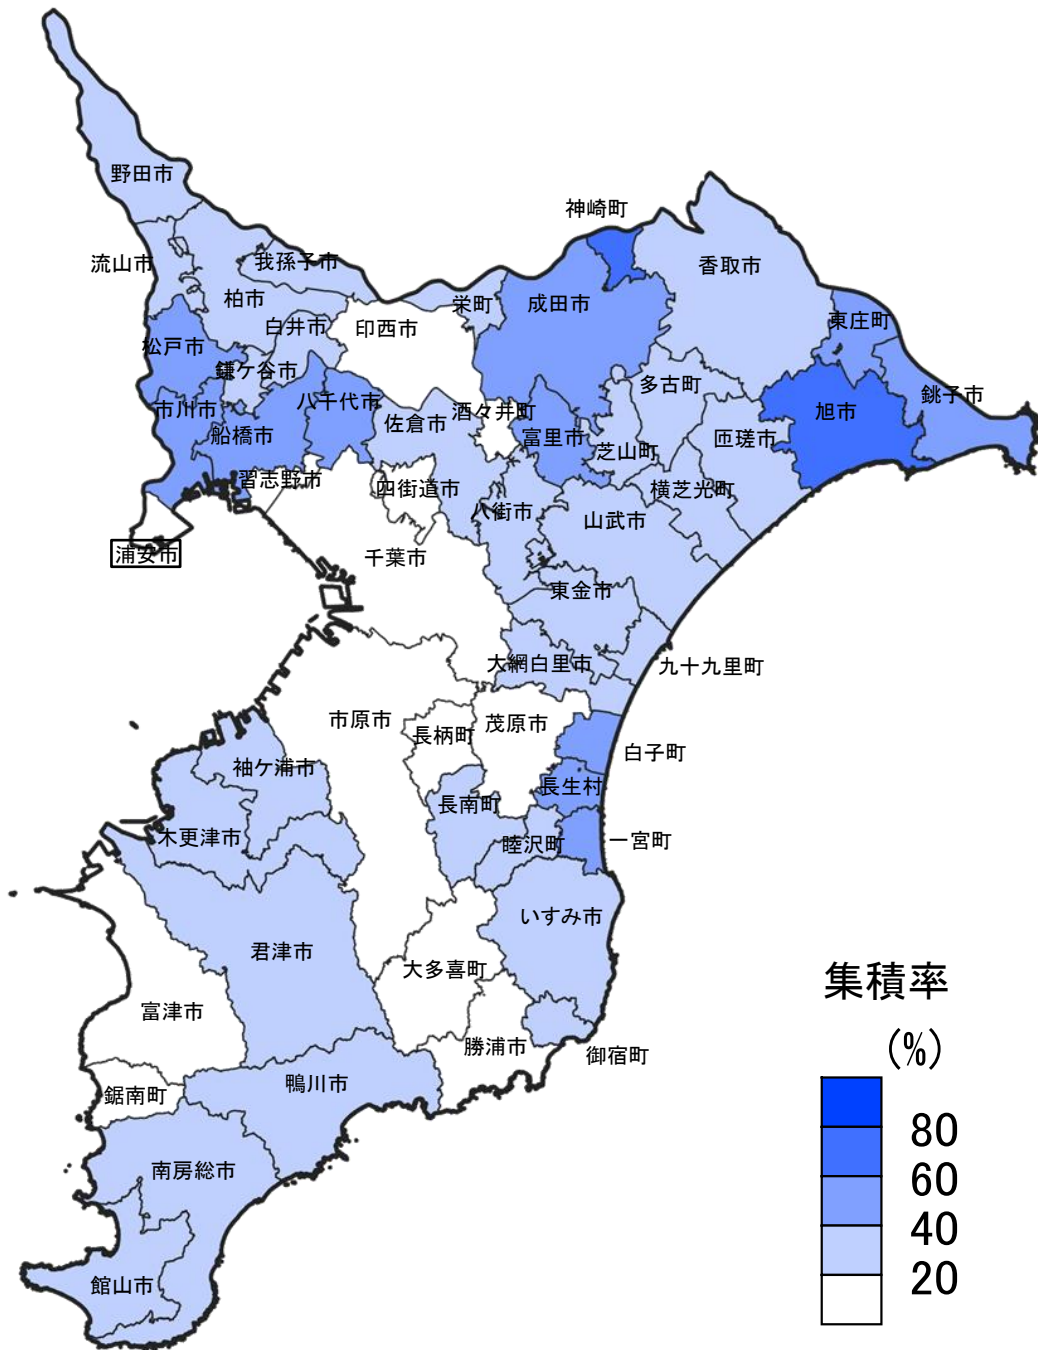 野田市
神崎町
流山市
我孫子市
香取市
柏市
栄町
成田市
白井市
印西市
東庄町
松戸市
鎌ケ谷市
多古町
銚子市
市川市
八千代市
酒々井町
佐倉市
旭市
船橋市
富里市
芝山町
匝瑳市
習志野市
四街道市
横芝光町
八街市
山武市
浦安市
千葉市
東金市
大網白里市
九十九里町
市原市
長柄町
茂原市
白子町
袖ケ浦市
長生村
長南町
木更津市
睦沢町
一宮町
いすみ市
君津市
大多喜町
富津市
勝浦市
御宿町
鴨川市
鋸南町
南房総市
館山市
集積率
(%)
80
60
40
20